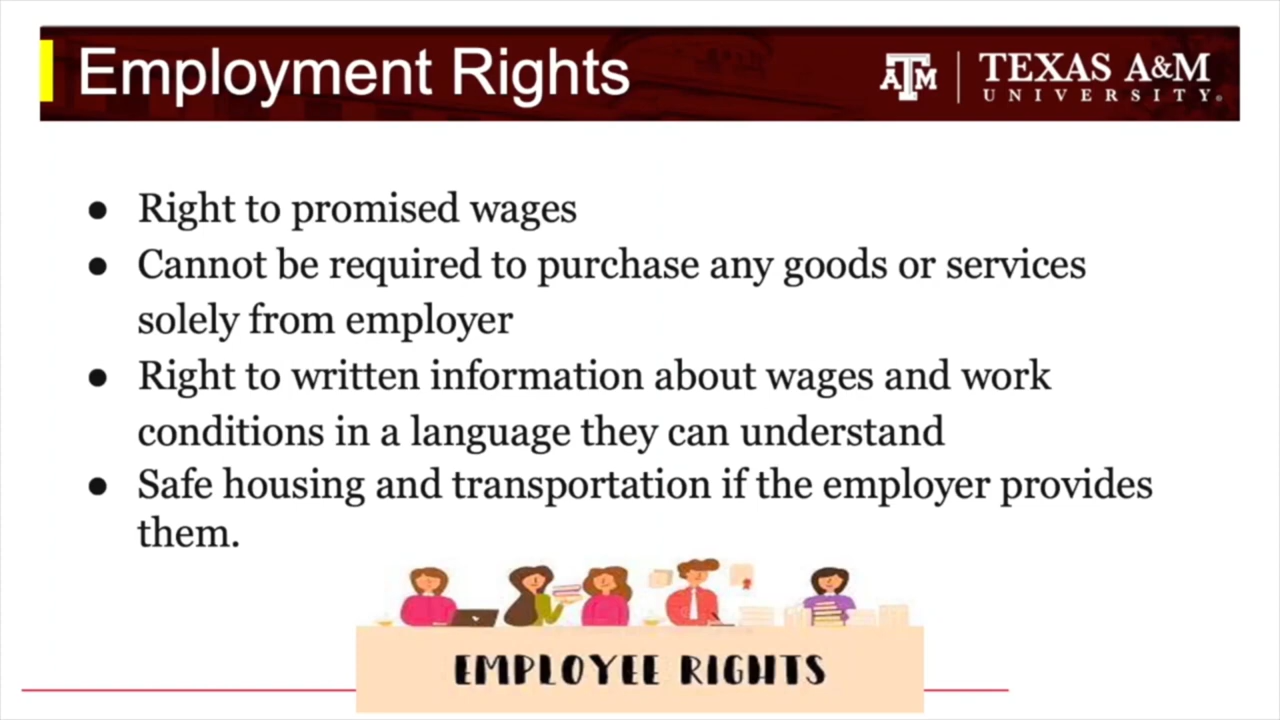 Employment Rights
ATM
TEXAS A&M
UNIVERSITY®
● Right to promised wages
● Cannot be required to purchase any goods or services
solely from employer
● Right to written information about wages and work
conditions in a language they can understand
● Safe housing and transportation if the employer provides
them.
EMPLOYEE RIGHTS